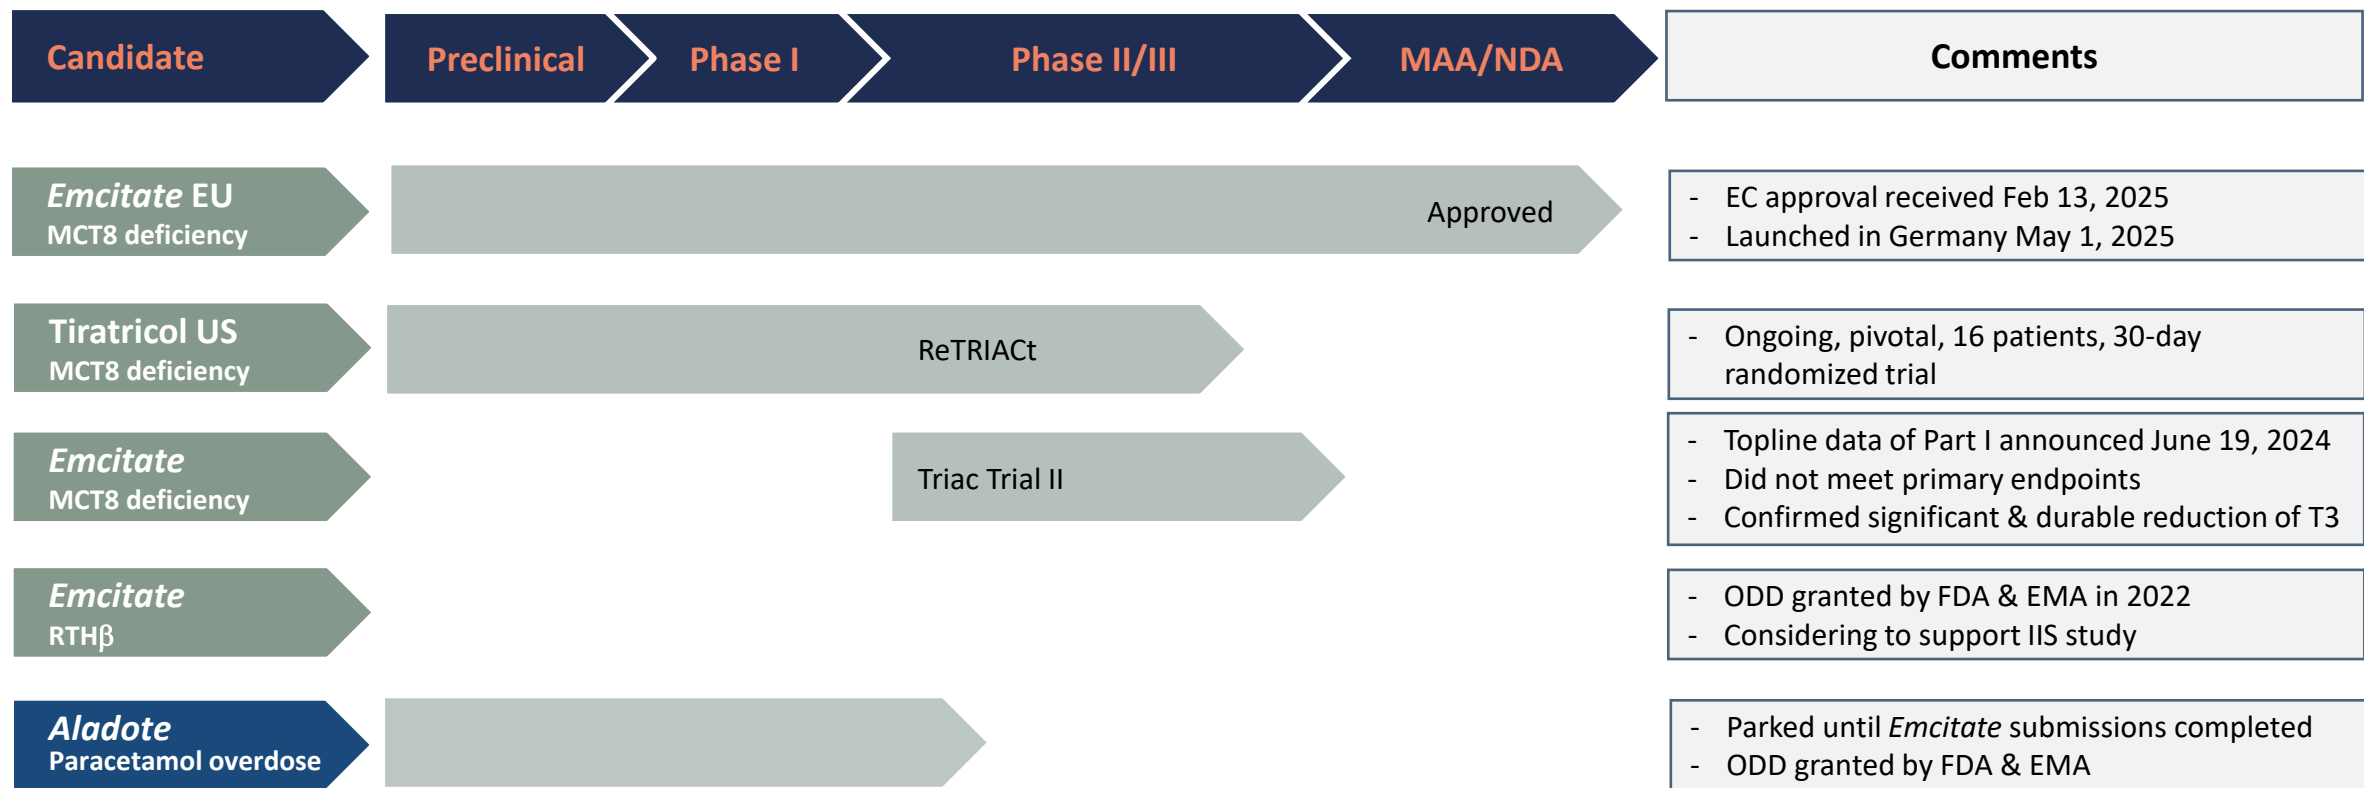 Candidate
Preclinical
Phase I
Phase II/III
MAA/NDA
Comments
Emcitate EU
MCT8 deficiency
Approved
- EC approval received Feb 13, 2025
- Launched in Germany May 1, 2025
Tiratricol US
MCT8 deficiency
ReTRIACt
- Ongoing, pivotal, 16 patients, 30-day
randomized trial
Emcitate
MCT8 deficiency
Triac Trial II
- Topline data of Part I announced June 19, 2024
- Did not meet primary endpoints
- Confirmed significant & durable reduction of T3
Emcitate
RTHβ
- ODD granted by FDA & EMA in 2022
- Considering to support IIS study
Aladote
Paracetamol overdose
- Parked until Emcitate submissions completed
- ODD granted by FDA & EMA